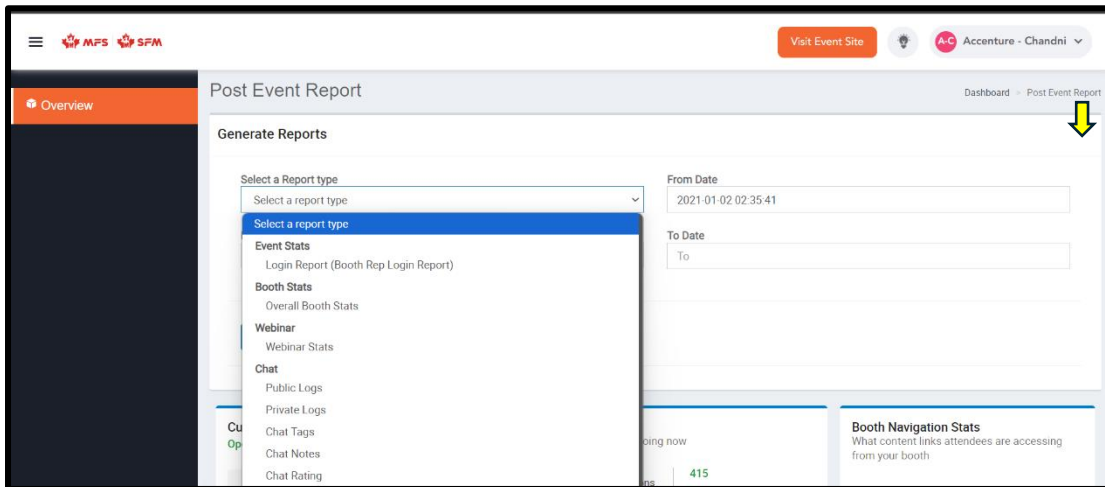 MFS SFM
Visit Event Site
A-C
Accenture - Chandni
Overview
Post Event Report
Dashboard
Post Event Report
Generate Reports
Select a Report type
Select a report type
From Date
2021-01-02 02:35:41
Select a report type
Event Stats
Login Report (Booth Rep Login Report)
Booth Stats
Overall Booth Stats
Webinar
Webinar Stats
Chat
Public Logs
Private Logs
Chat Tags
Chat Notes
Chat Rating
To Date
To
Cu
Op
oing now
ns
415
Booth Navigation Stats
What content links attendees are accessing
from your booth